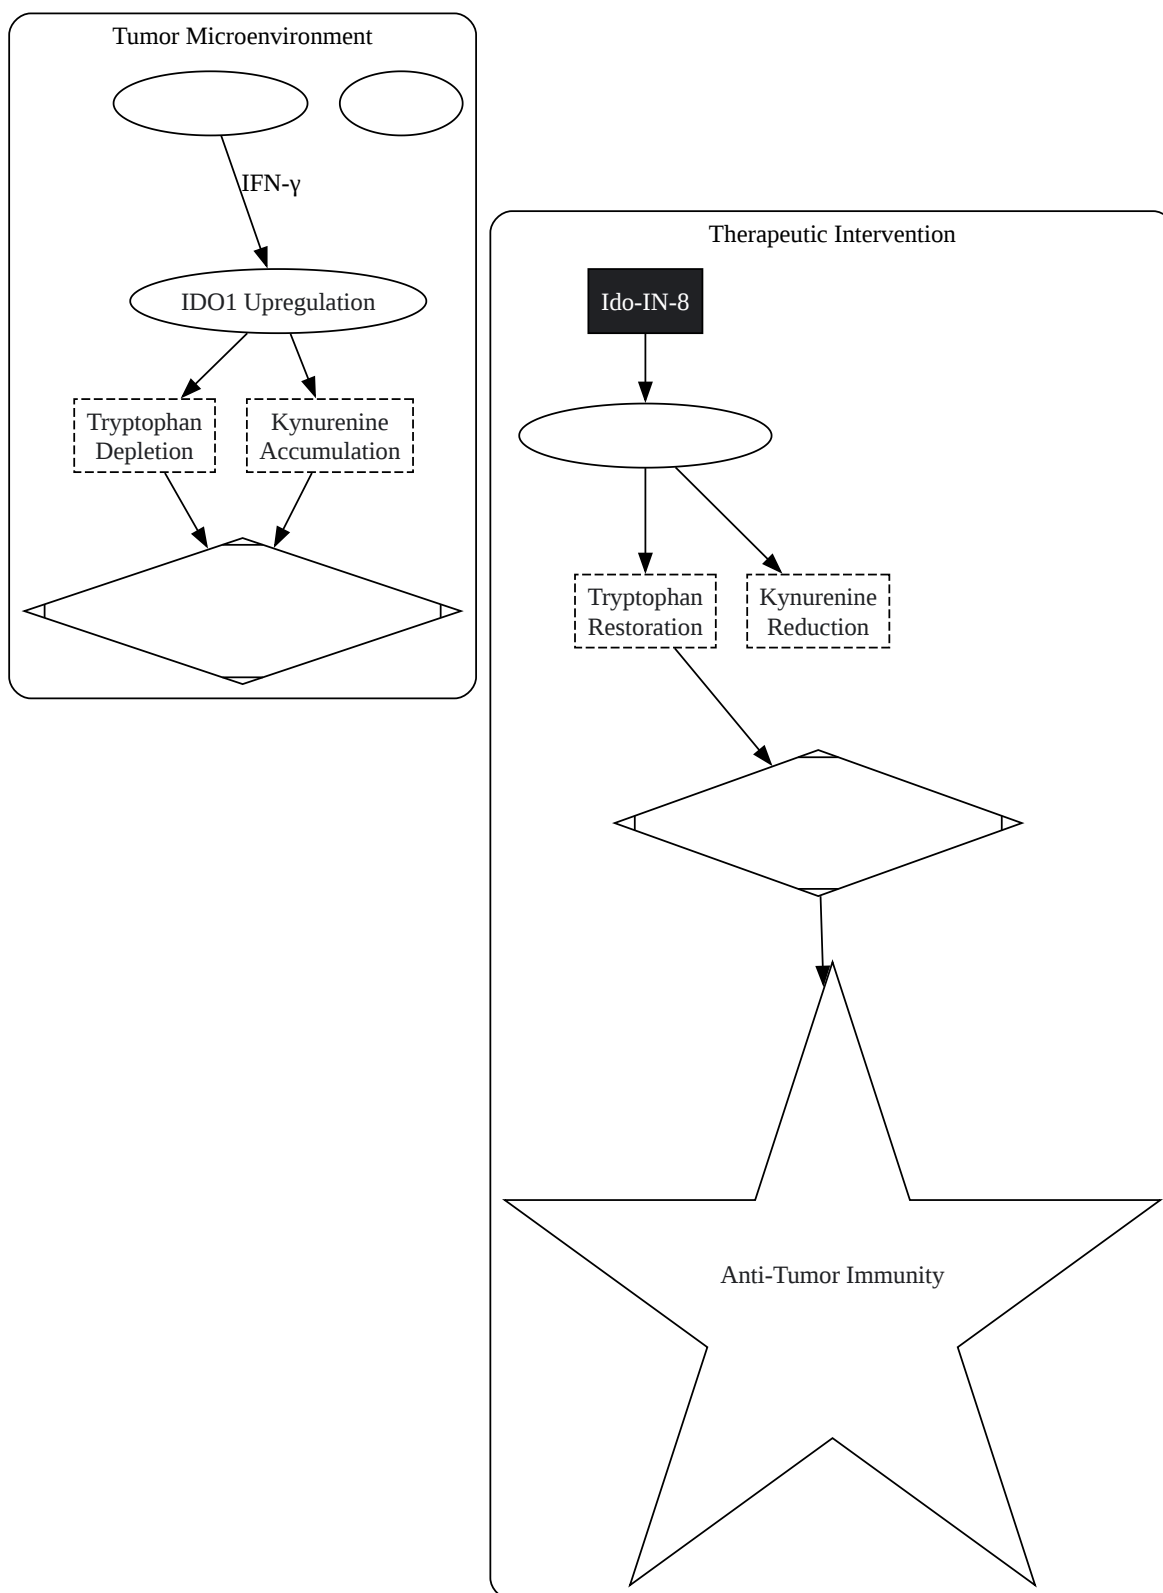 Tumor Microenvironment
IFN-γ
IDO1 Upregulation
Tryptophan
Depletion
Kynurenine
Accumulation
Therapeutic Intervention
Ido-IN-8
Tryptophan
Restoration
Kynurenine
Reduction
Anti-Tumor Immunity